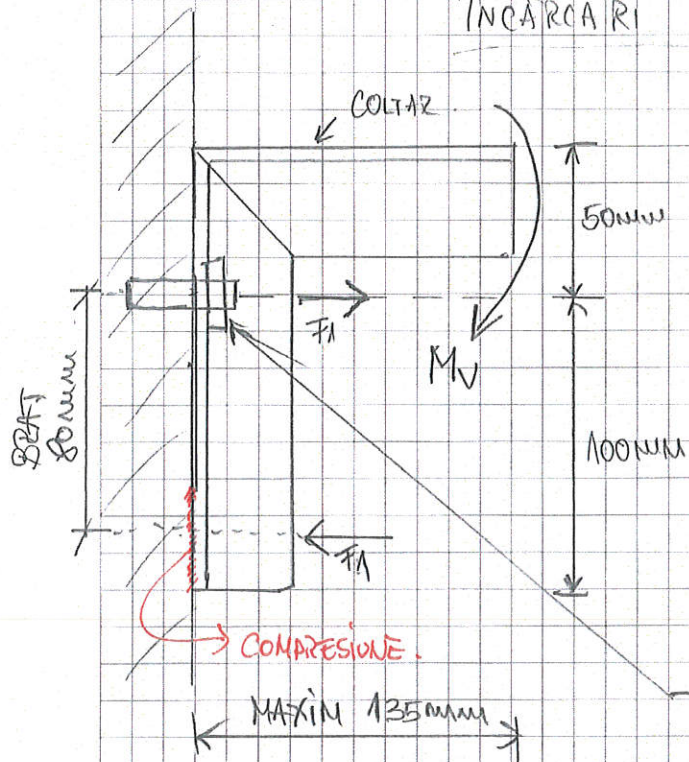 INCARCARI
COLTAR
50mm
F1
MV
BRAT
80mm
100mm
F1
COMPRESIUNE.
MAXIM 135mm